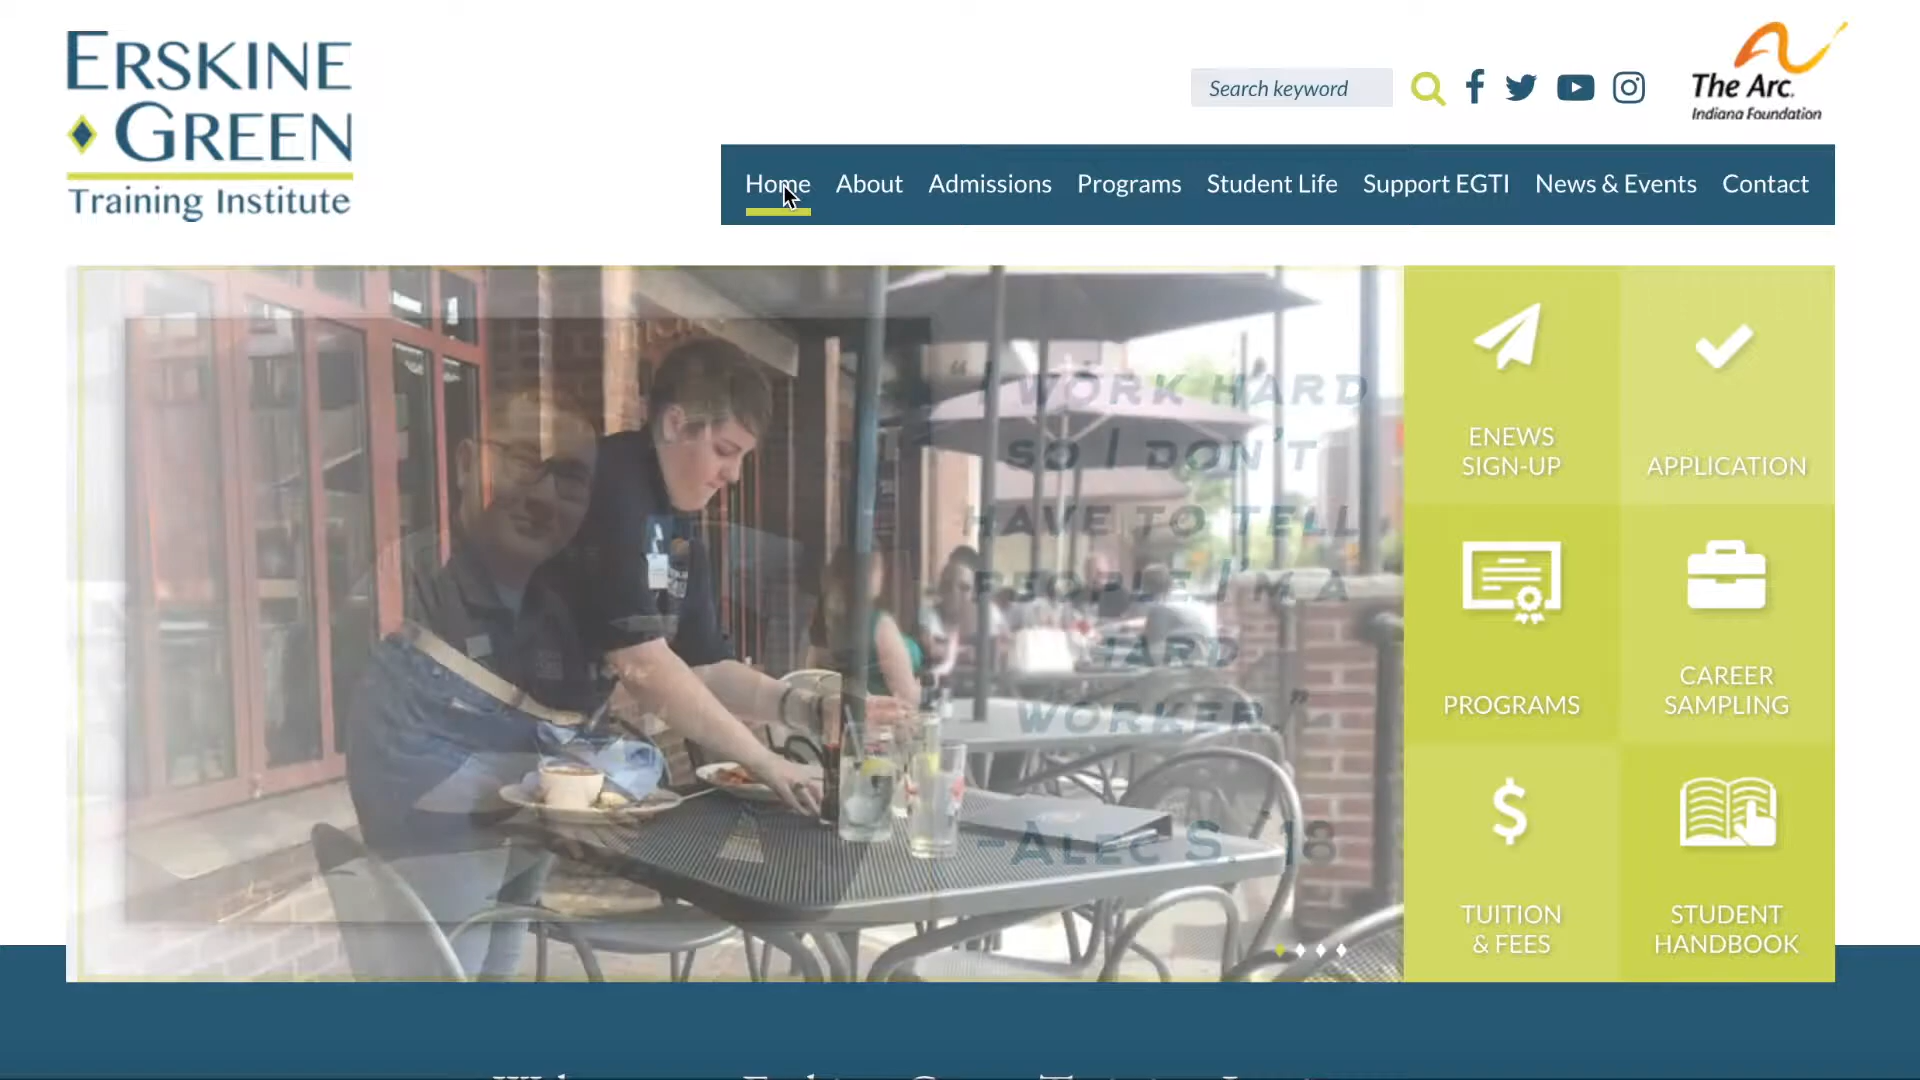 ERSKINE
GREEN
Training Institute
Search keyword
The Arc.
Indiana Foundation
Home About Admissions Programs Student Life Support EGTI News & Events Contact
"I WORK HARD
SO I DON'T
HAVE TO TELL
PEOPLE I'M A
HARD
WORKER."
-ALEC S. '18
ENEWS
SIGN-UP
APPLICATION
PROGRAMS
CAREER
SAMPLING
TUITION
& FEES
STUDENT
HANDBOOK